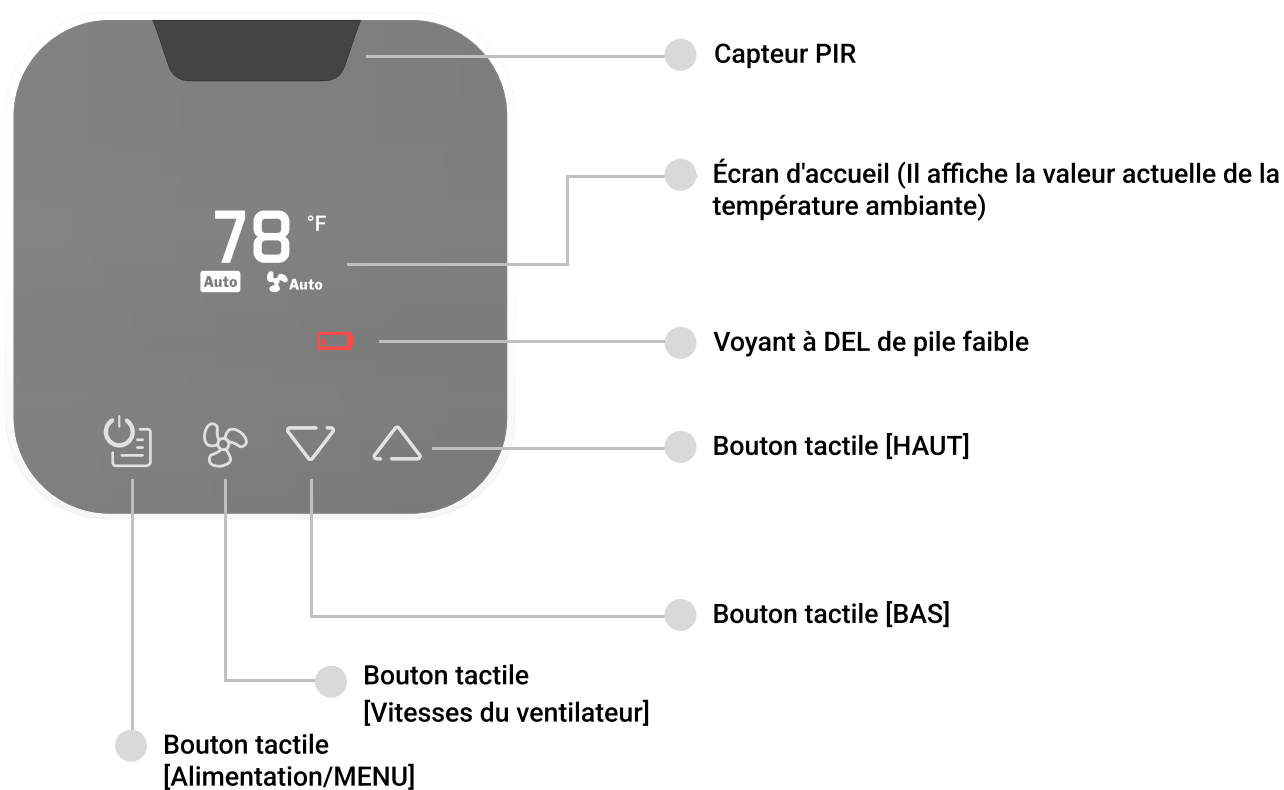 Capteur PIR
Écran d'accueil (Il affiche la valeur actuelle de la
température ambiante)
78 °F
Auto Auto
Voyant à DEL de pile faible
Bouton tactile [HAUT]
Bouton tactile [BAS]
Bouton tactile
[Vitesses du ventilateur]
Bouton tactile
[Alimentation/MENU]